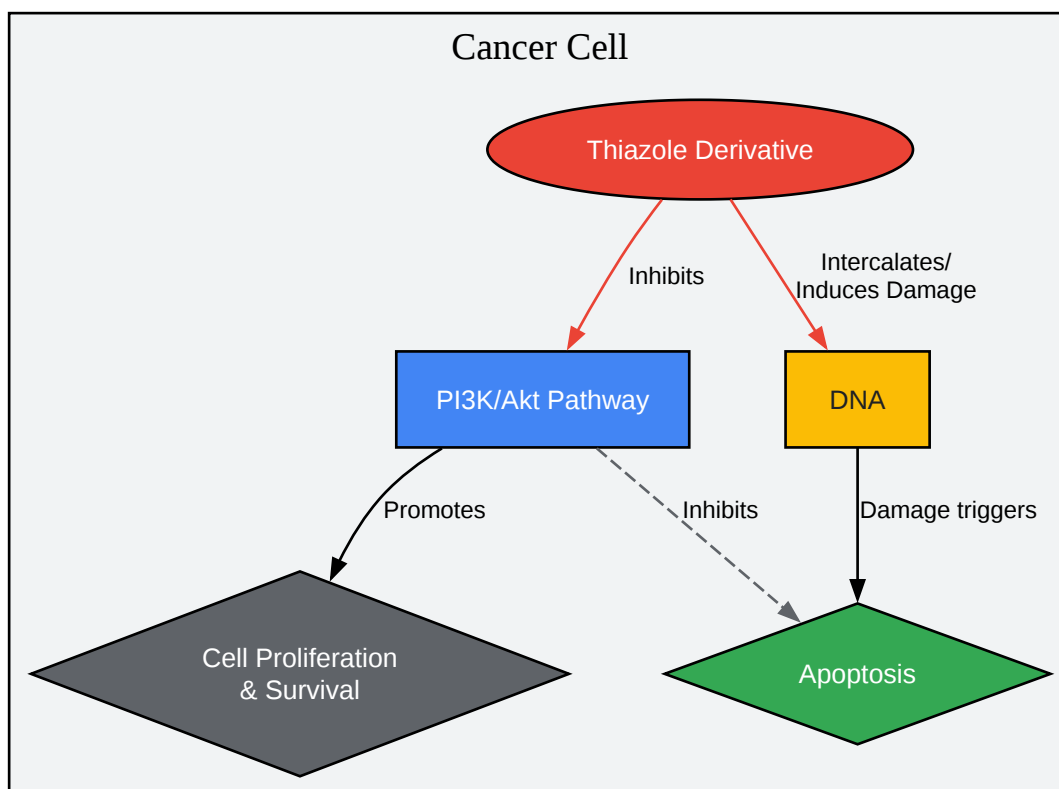 Cancer Cell
Thiazole Derivative
Inhibits
Intercalates/
Induces Damage
PI3K/Akt Pathway
DNA
Promotes
Inhibits
Damage triggers
Cell Proliferation
& Survival
Apoptosis